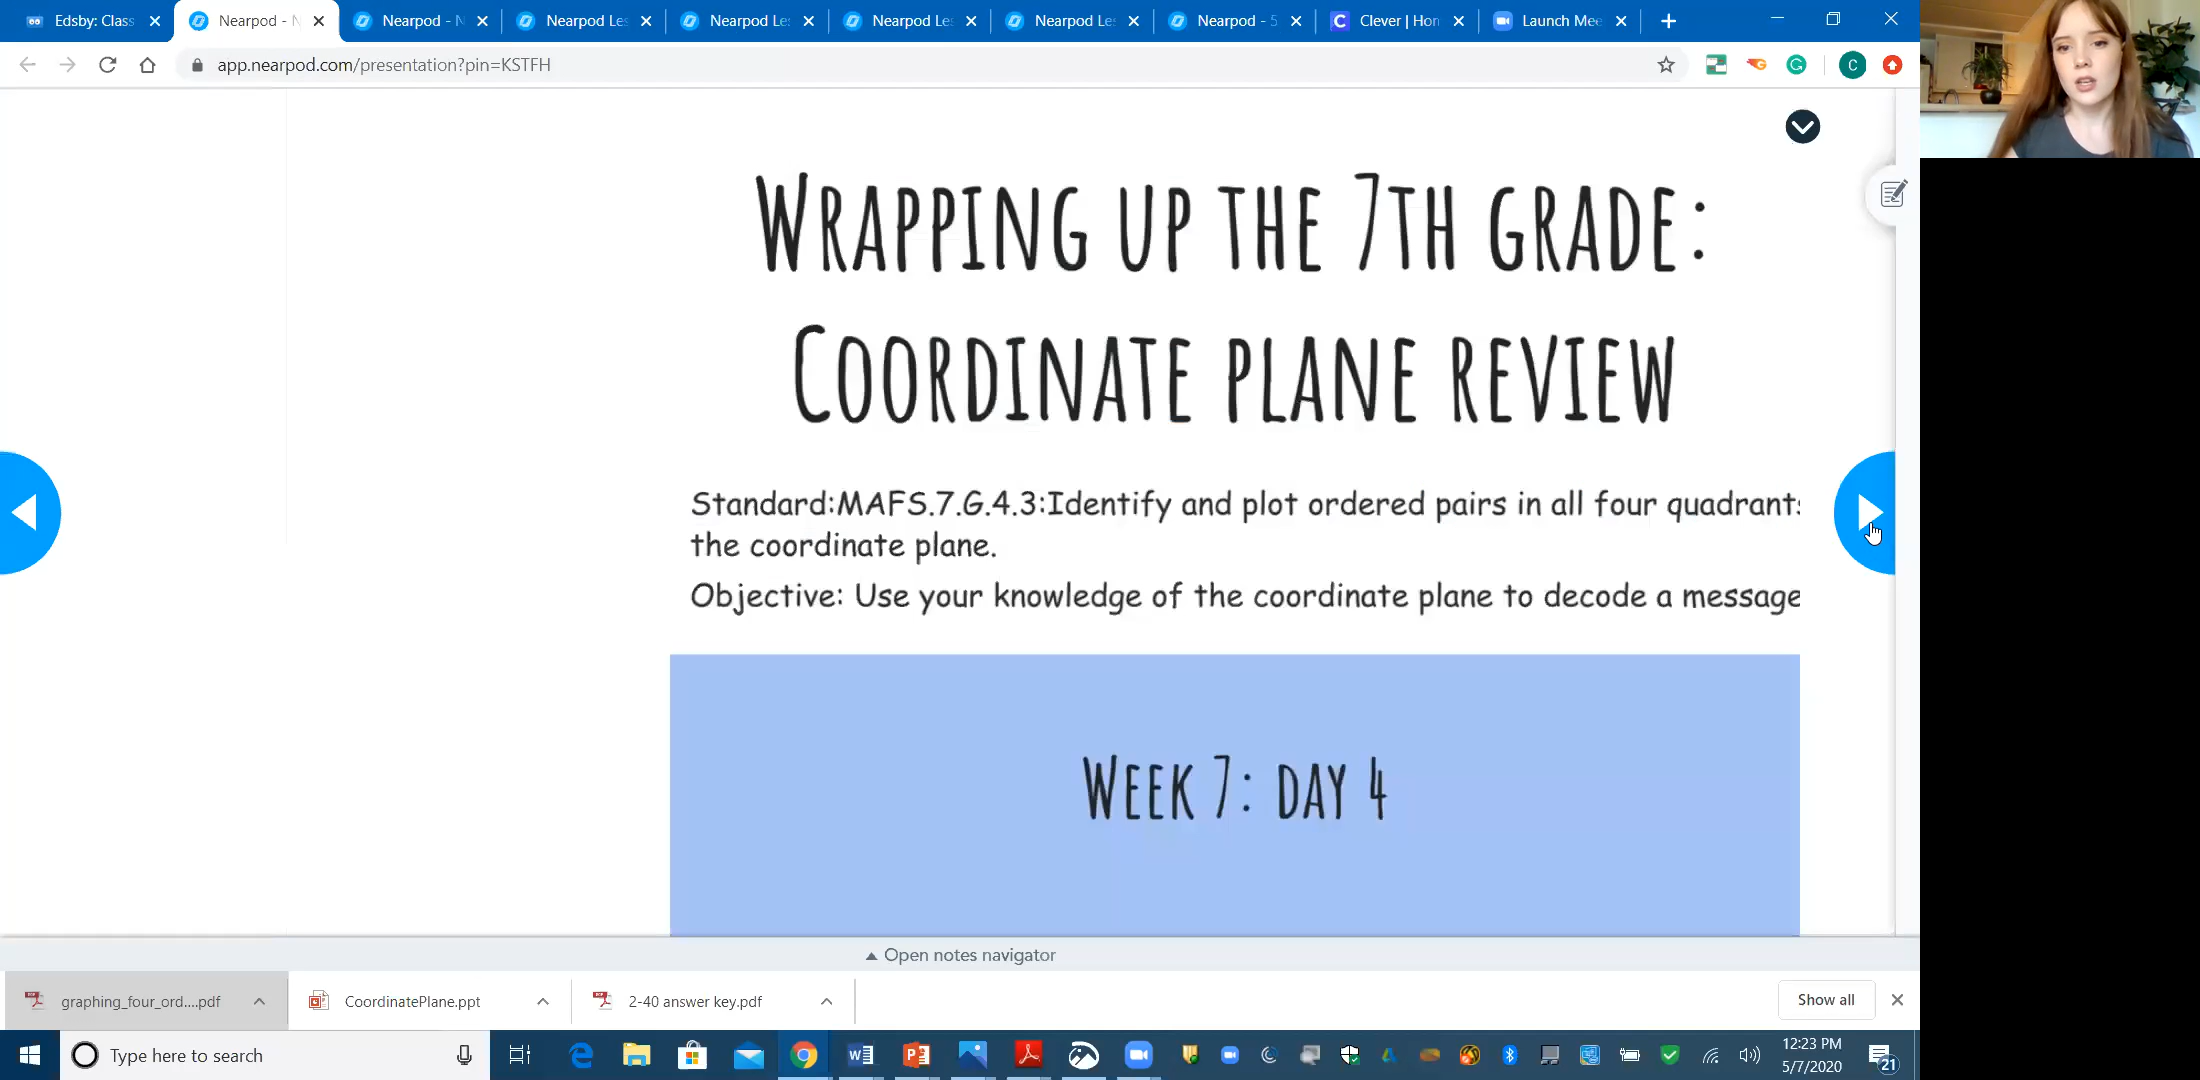 Edsby: Class
Nearpod - N
Nearpod - N
Nearpod Les
Nearpod Les
Nearpod Les
Nearpod Les
Nearpod - 5
Clever | Hon
Launch Mee
app.nearpod.com/presentation?pin=KSTFH
C
Wrapping up the 7th grade:
Coordinate plane review
Standard:MAFS.7.G.4.3:Identify and plot ordered pairs in all four quadrants
the coordinate plane.
Objective: Use your knowledge of the coordinate plane to decode a message
Week 7: Day 4
Open notes navigator
graphing_four_ord....pdf
CoordinatePlane.ppt
2-40 answer key.pdf
Show all
Type here to search
12:23 PM
5/7/2020
21